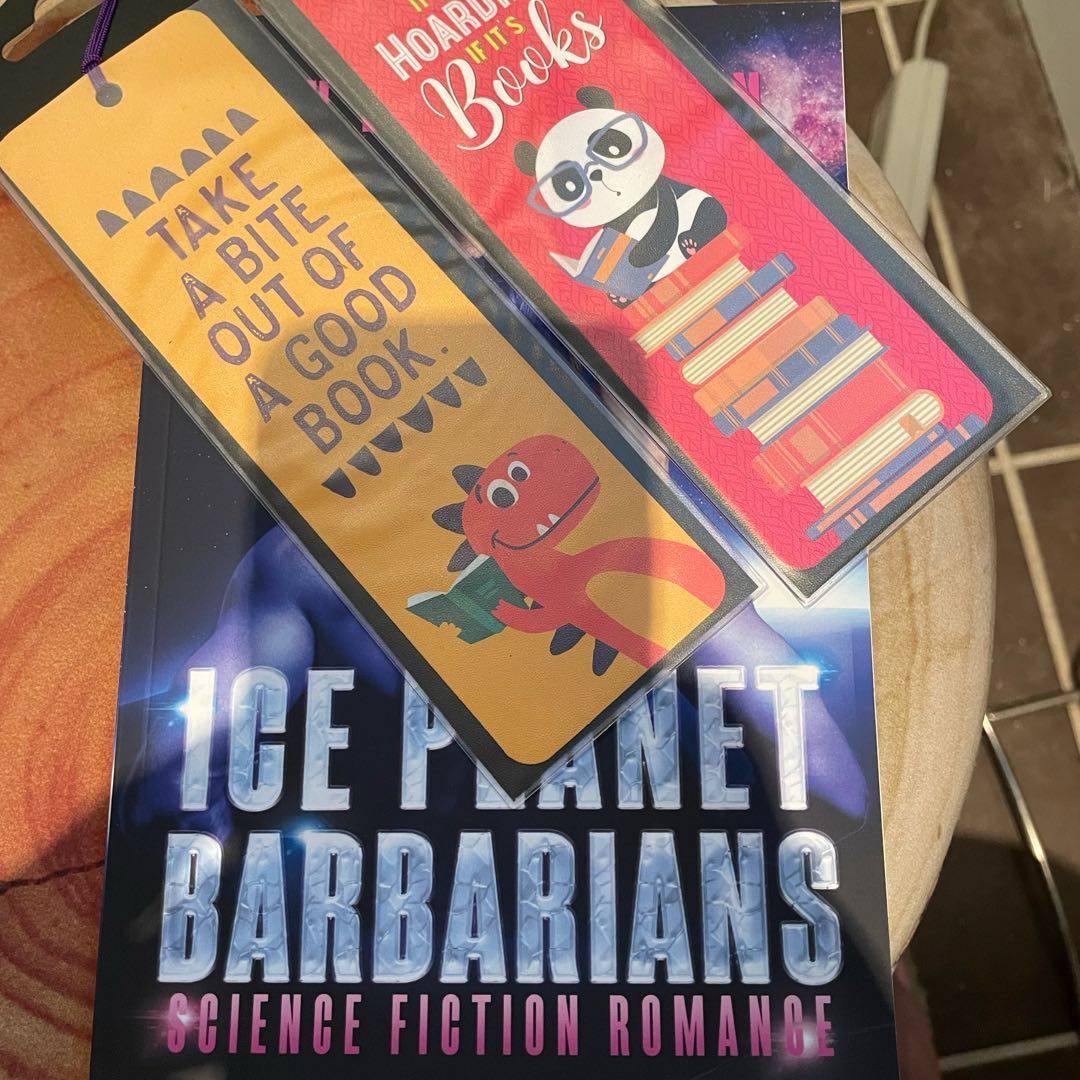 TAKE
A BITE
OUT OF
A GOOD
BOOK.
HOARDI
IF IT'S
Books
ICE PLANET
BARBARIANS
SCIENCE FICTION ROMANCE